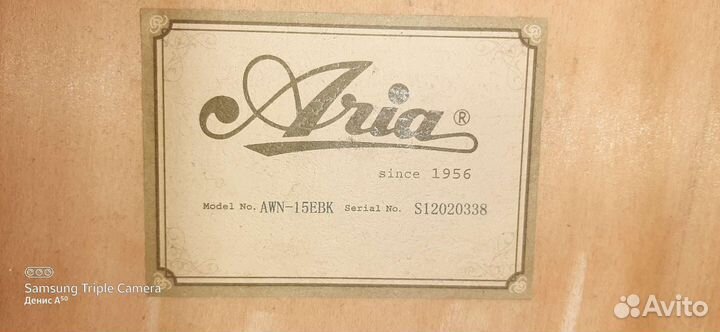 Aria®
since 1956
Model No. AWN-15EBK Serial No. S12020338
Samsung Triple Camera
Денис А⁵⁰
Avito